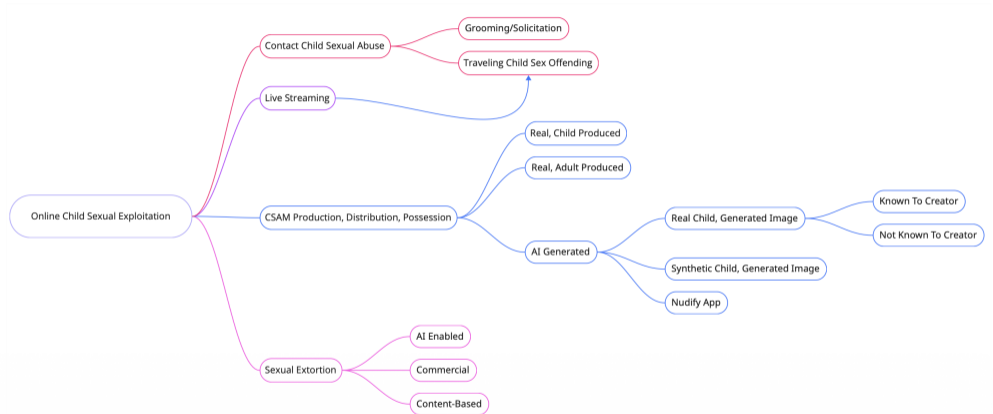 Grooming/Solicitation
Contact Child Sexual Abuse
Traveling Child Sex Offending
Live Streaming
Real, Child Produced
Real, Adult Produced
Online Child Sexual Exploitation
CSAM Production, Distribution, Possession
Real Child, Generated Image
Known To Creator
Not Known To Creator
AI Generated
Synthetic Child, Generated Image
Nudify App
AI Enabled
Sexual Extortion
Commercial
Content-Based